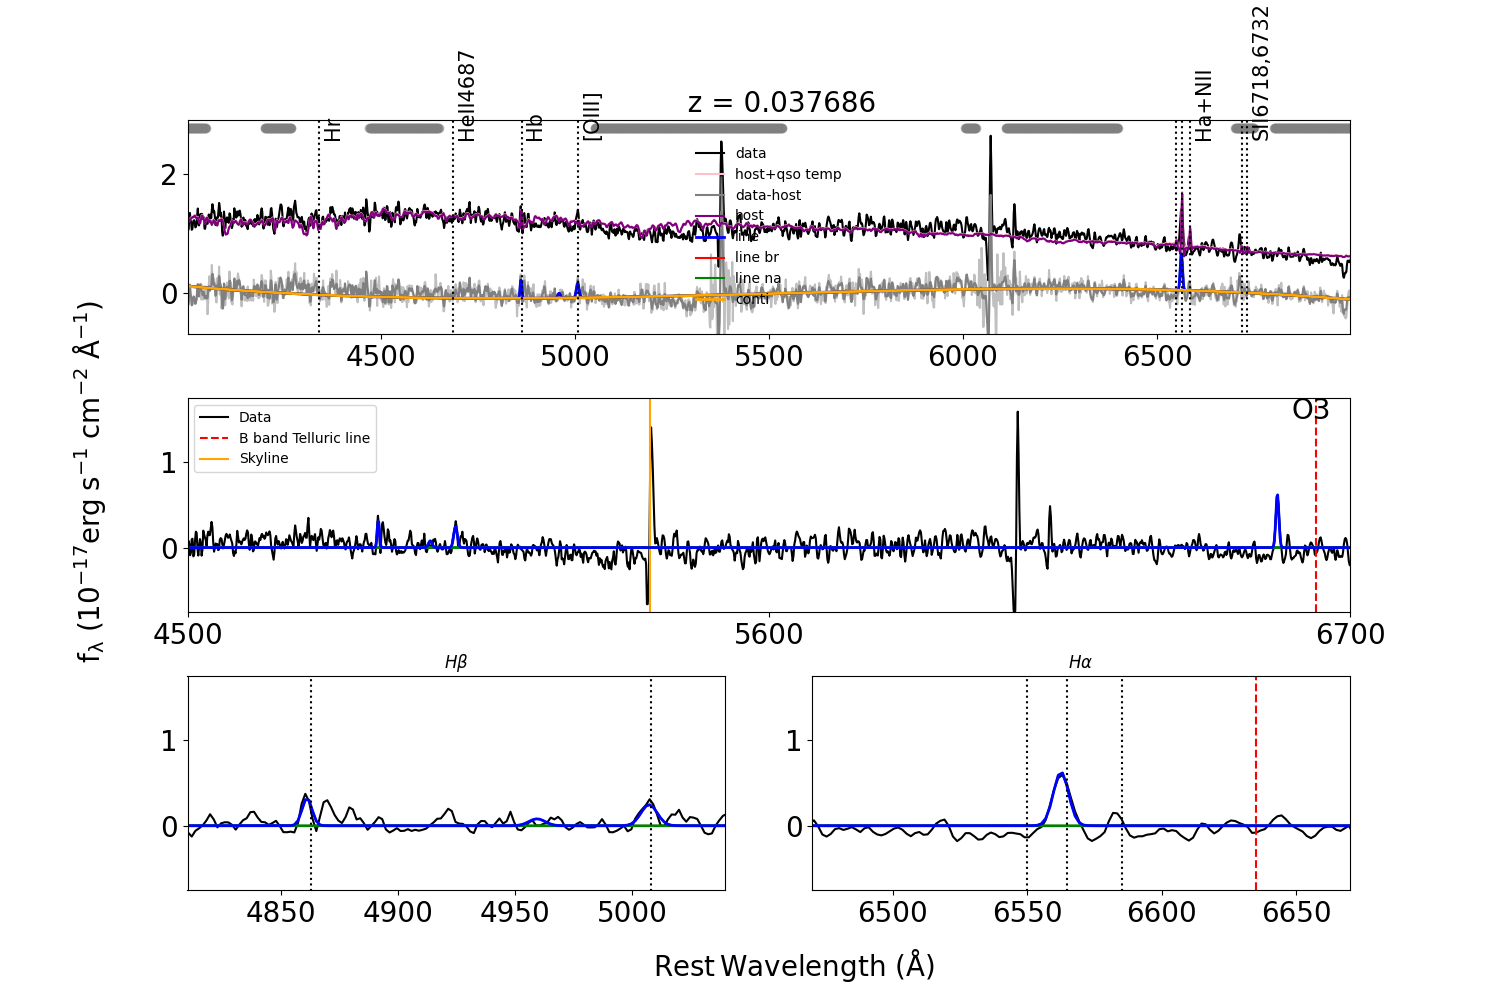 z = 0.037686
Hr
HeII4687
Hb
[OIII]
Ha+NII
SII6718,6732
data
host+qso temp
data-host
host
line
line br
line na
conti
2
0
4500 5000 5500 6000 6500
Data
B band Telluric line
Skyline
O3
1
0
4500 5600 6700
fλ (10−17erg s−1 cm−2 Å−1)
Hβ
1
0
4850 4900 4950 5000
Hα
1
0
6500 6550 6600 6650
Rest Wavelength (Å)